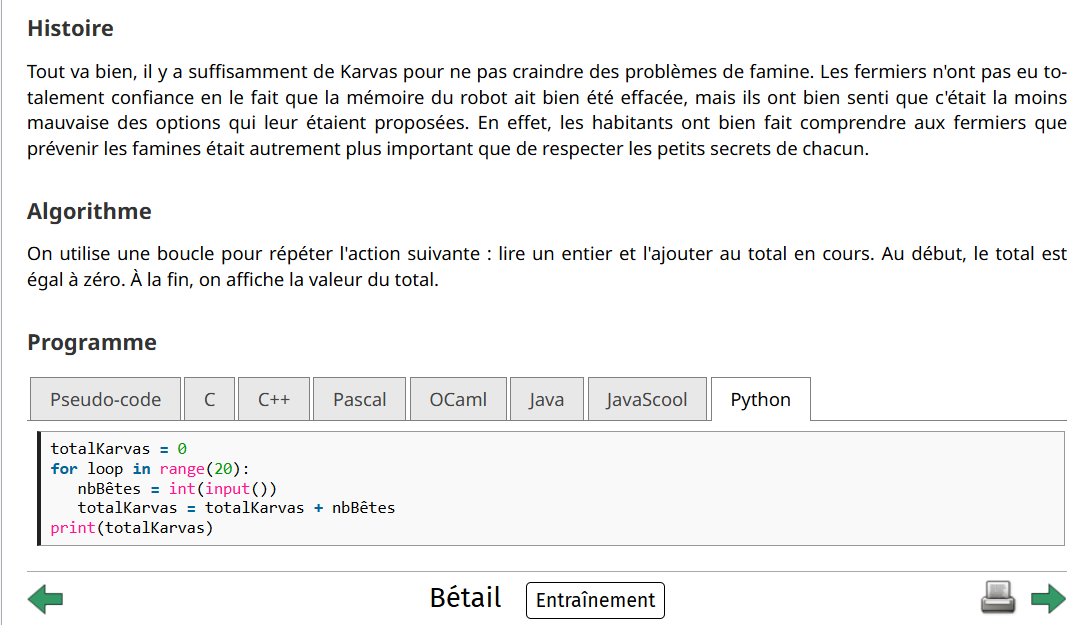 Histoire
Tout va bien, il y a suffisamment de Karvas pour ne pas craindre des problèmes de famine. Les fermiers n'ont pas eu to-
talement confiance en le fait que la mémoire du robot ait bien été effacée, mais ils ont bien senti que c'était la moins
mauvaise des options qui leur étaient proposées. En effet, les habitants ont bien fait comprendre aux fermiers que
prévenir les famines était autrement plus important que de respecter les petits secrets de chacun.
Algorithme
On utilise une boucle pour répéter l'action suivante : lire un entier et l'ajouter au total en cours. Au début, le total est
égal à zéro. À la fin, on affiche la valeur du total.
Programme
Pseudo-code C C++ Pascal OCaml Java JavaScool Python
totalKarvas = 0
for loop in range(20):
   nbBêtes = int(input())
   totalKarvas = totalKarvas + nbBêtes
print(totalKarvas)
Bétail Entraînement